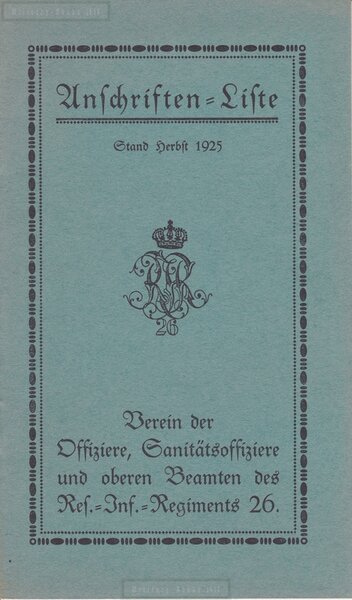 Anschriften-Liste
Stand Herbst 1925
26
Verein der
Offiziere, Sanitätsoffiziere
und oberen Beamten des
Res.-Inf.-Regiments 26.